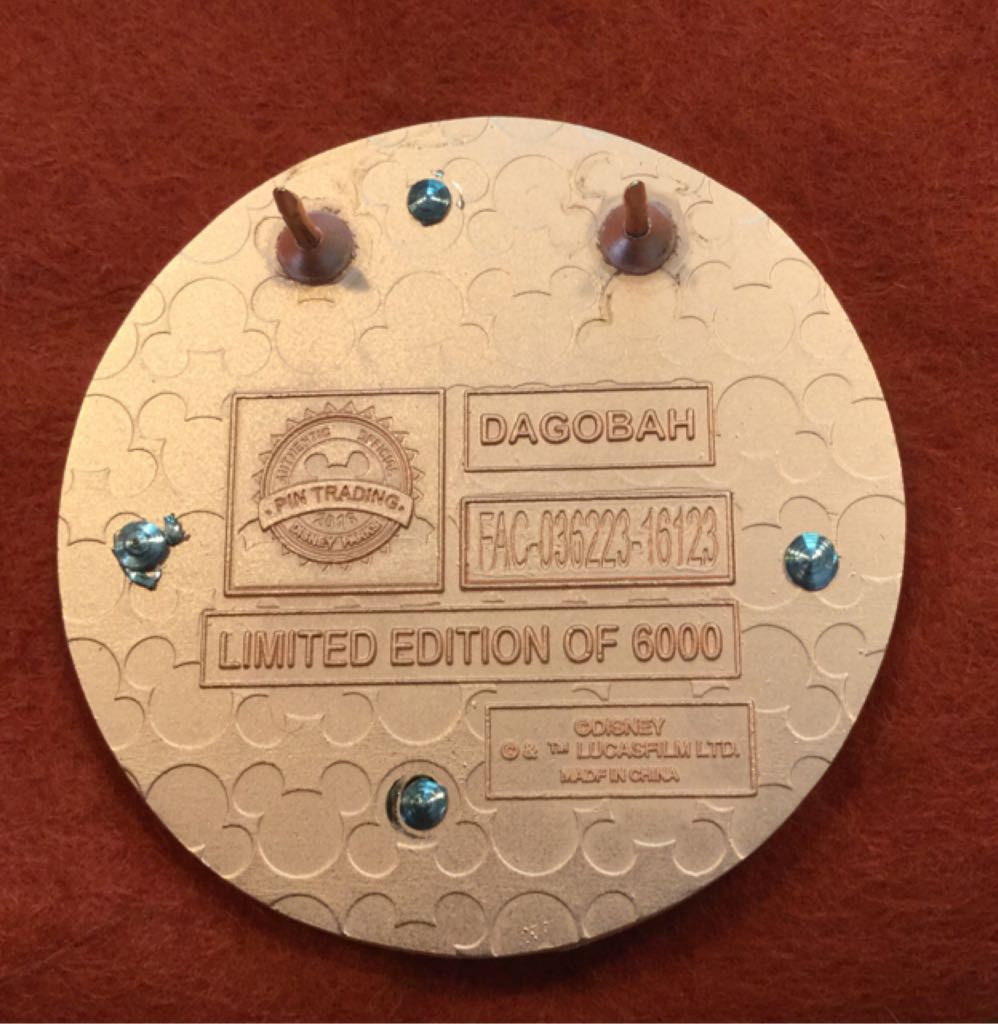 AUTHENTIC OFFICIAL
PIN TRADING
2016
DISNEY PARKS
DAGOBAH
FAC-036223-16123
LIMITED EDITION OF 6000
©DISNEY
© & ™ LUCASFILM LTD.
MADE IN CHINA